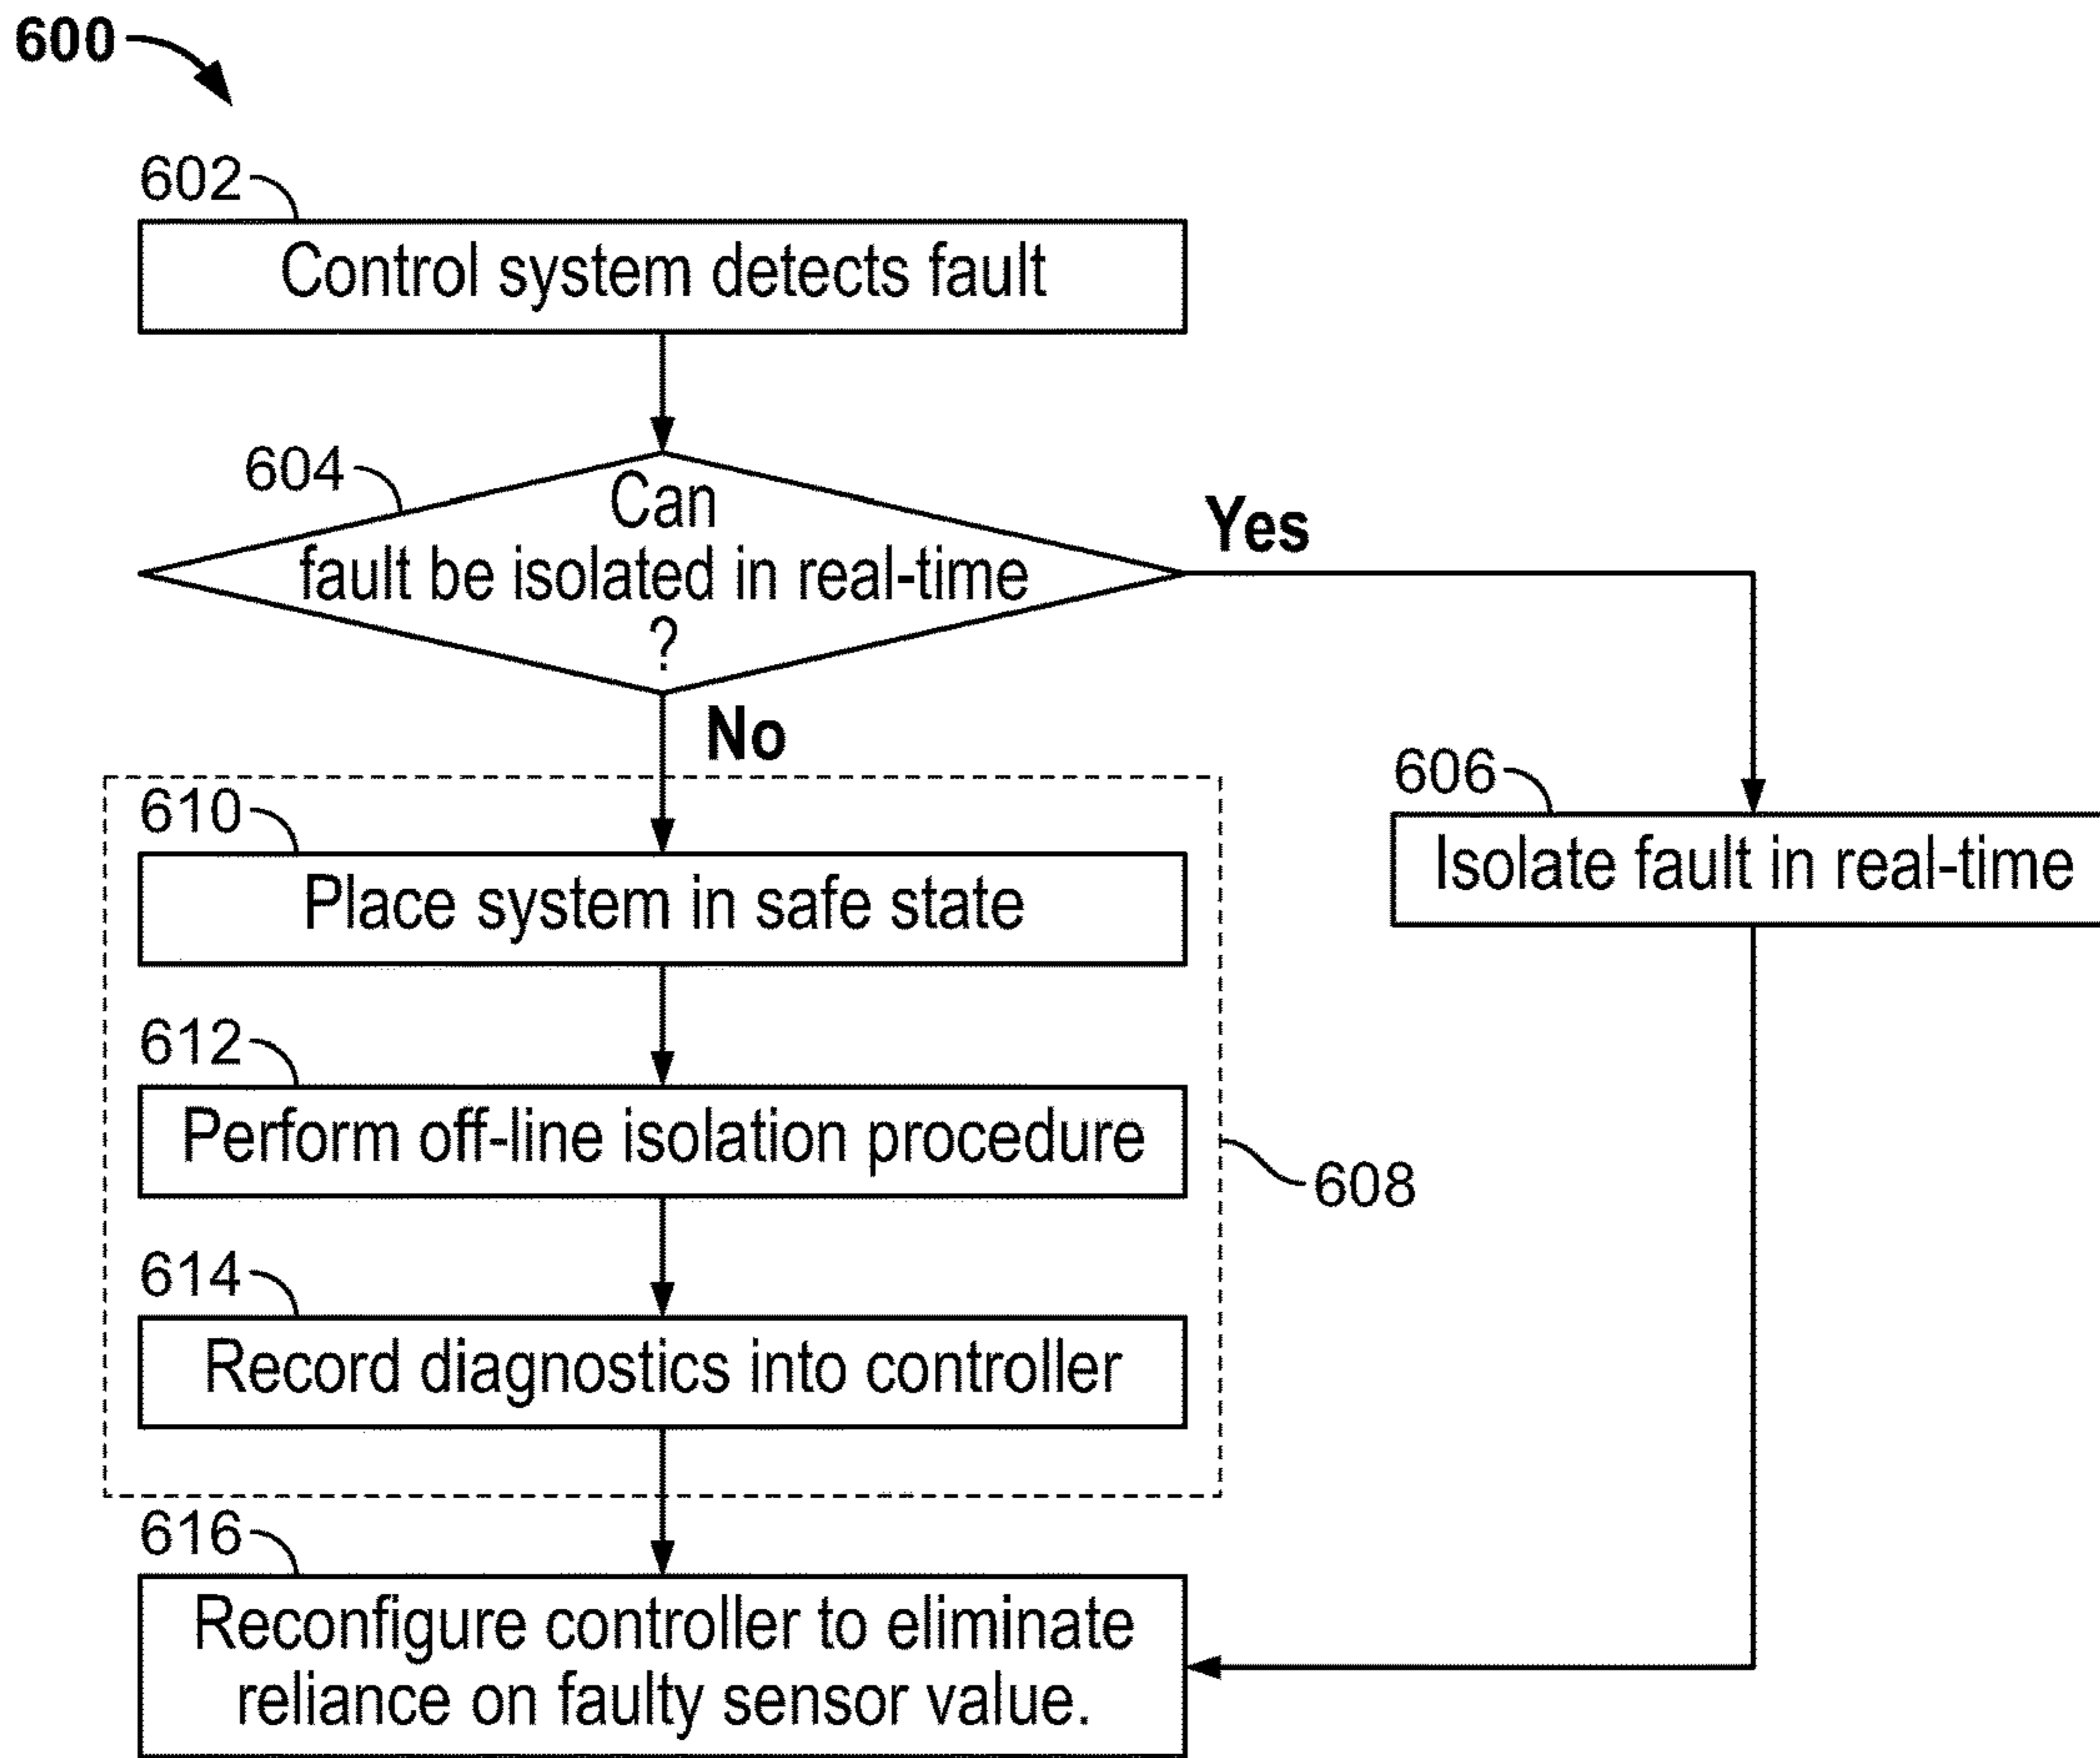 600
602
Control system detects fault
604
Can
fault be isolated in real-time
?
Yes
No
606
Isolate fault in real-time
610
Place system in safe state
612
Perform off-line isolation procedure
608
614
Record diagnostics into controller
616
Reconfigure controller to eliminate
reliance on faulty sensor value.